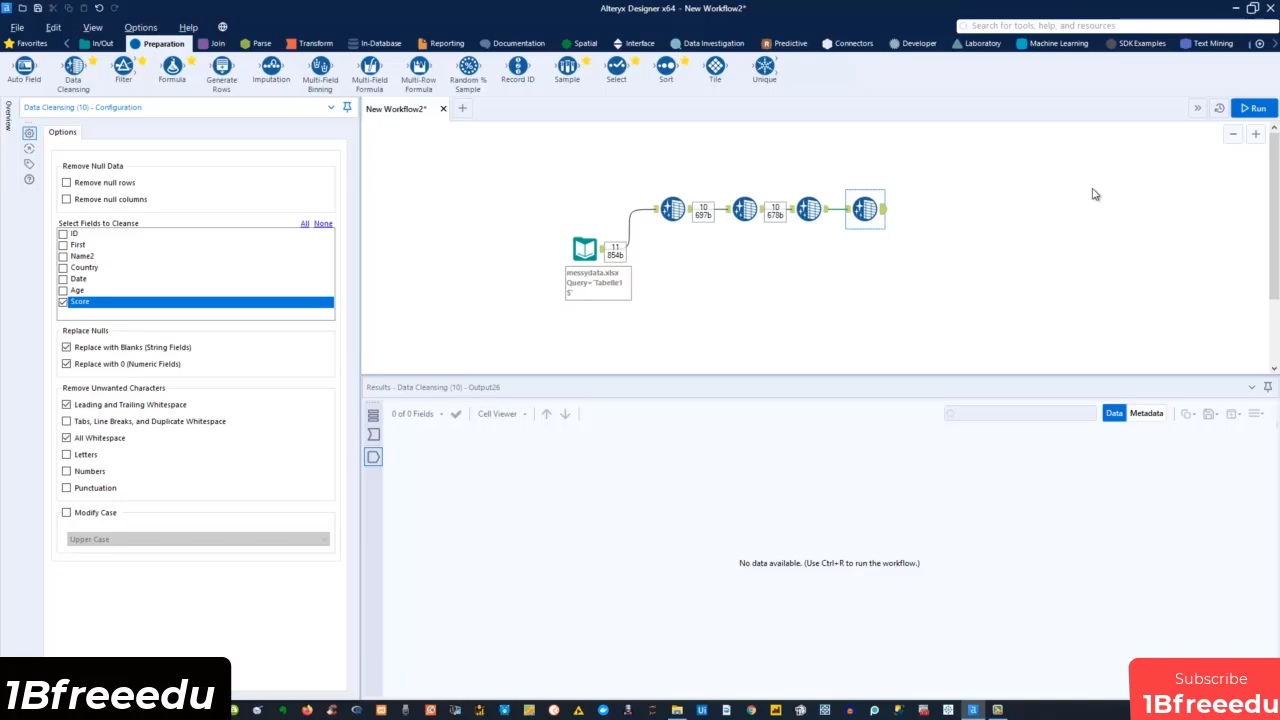 Alteryx Designer x64 - New Workflow2*
File Edit View Options Help
Search for tools, help, and resources
Favorites In/Out Preparation Join Parse Transform In-Database Reporting Documentation Spatial Interface Data Investigation Predictive Connectors Developer Laboratory Machine Learning SDKExamples Text Mining
Auto Field Data Cleansing Filter Formula Generate Rows Imputation Multi-Field Binning Multi-Field Formula Multi-Row Formula Random % Sample Record ID Sample Select Sort Tile Unique
Overview
Data Cleansing (10) - Configuration
New Workflow2*
Run
Options
Remove Null Data
Remove null rows
Remove null columns
Select Fields to Cleanse All None
ID
First
Name2
Country
Date
Age
Score
Replace Nulls
Replace with Blanks (String Fields)
Replace with 0 (Numeric Fields)
Remove Unwanted Characters
Leading and Trailing Whitespace
Tabs, Line Breaks, and Duplicate Whitespace
All Whitespace
Letters
Numbers
Punctuation
Modify Case
Upper Case
10
697b
10
678b
11
854b
messydata.xlsx
Query=`Tabelle1
$`
Results - Data Cleansing (10) - Output26
0 of 0 Fields Cell Viewer Data Metadata
No data available. (Use Ctrl+R to run the workflow.)
1Bfreeedu
Subscribe
1Bfreeedu